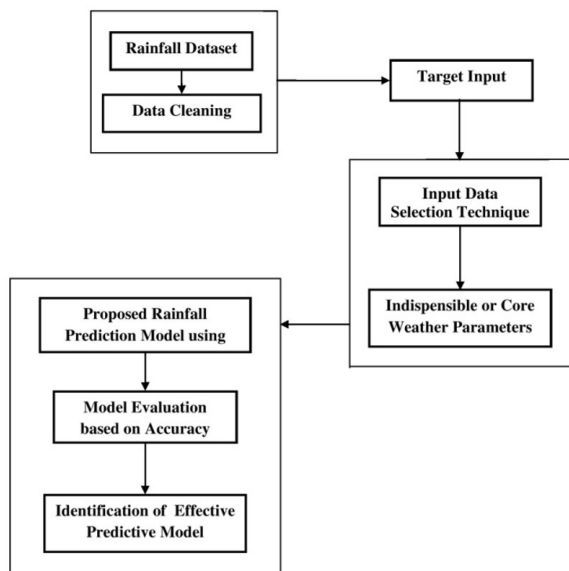 Rainfall Dataset
Data Cleaning
Target Input
Input Data
Selection Technique
Indispensible or Core
Weather Parameters
Proposed Rainfall
Prediction Model using
Model Evaluation
based on Accuracy
Identification of Effective
Predictive Model